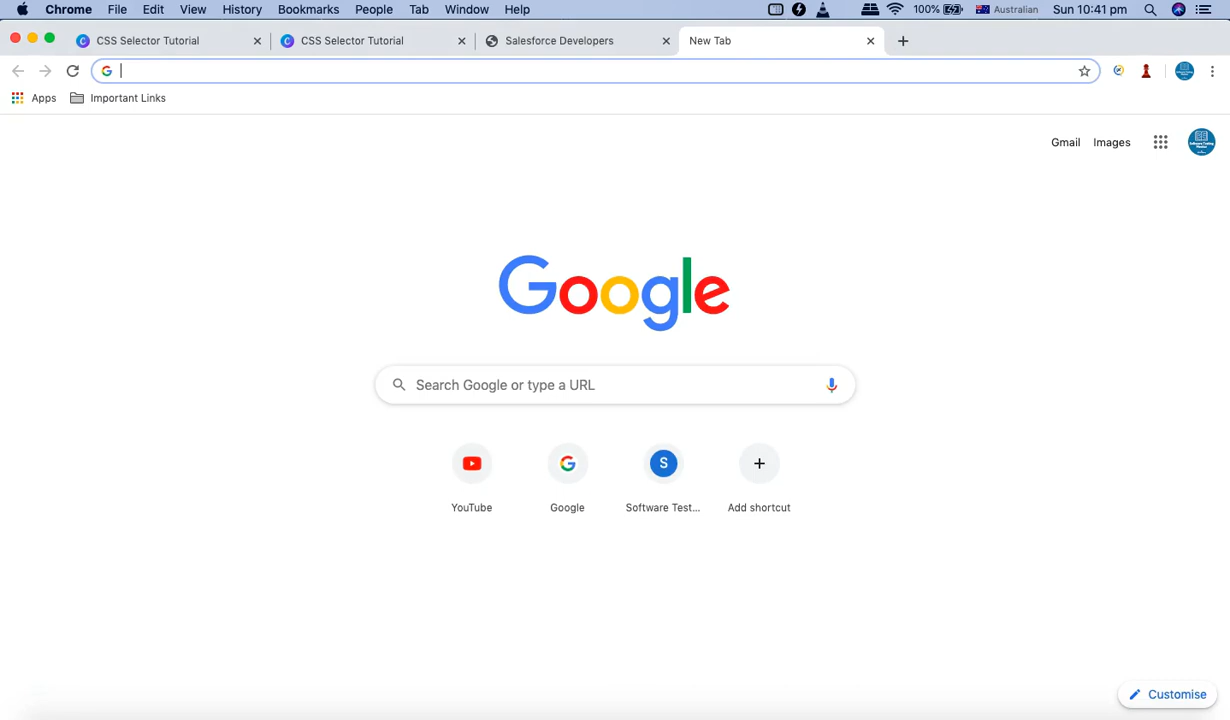 Chrome File Edit View History Bookmarks People Tab Window Help 100% Australian Sun 10:41 pm
CSS Selector Tutorial CSS Selector Tutorial Salesforce Developers New Tab
Apps Important Links
Gmail Images
Google
Search Google or type a URL
S
YouTube Google Software Test... Add shortcut
Customise